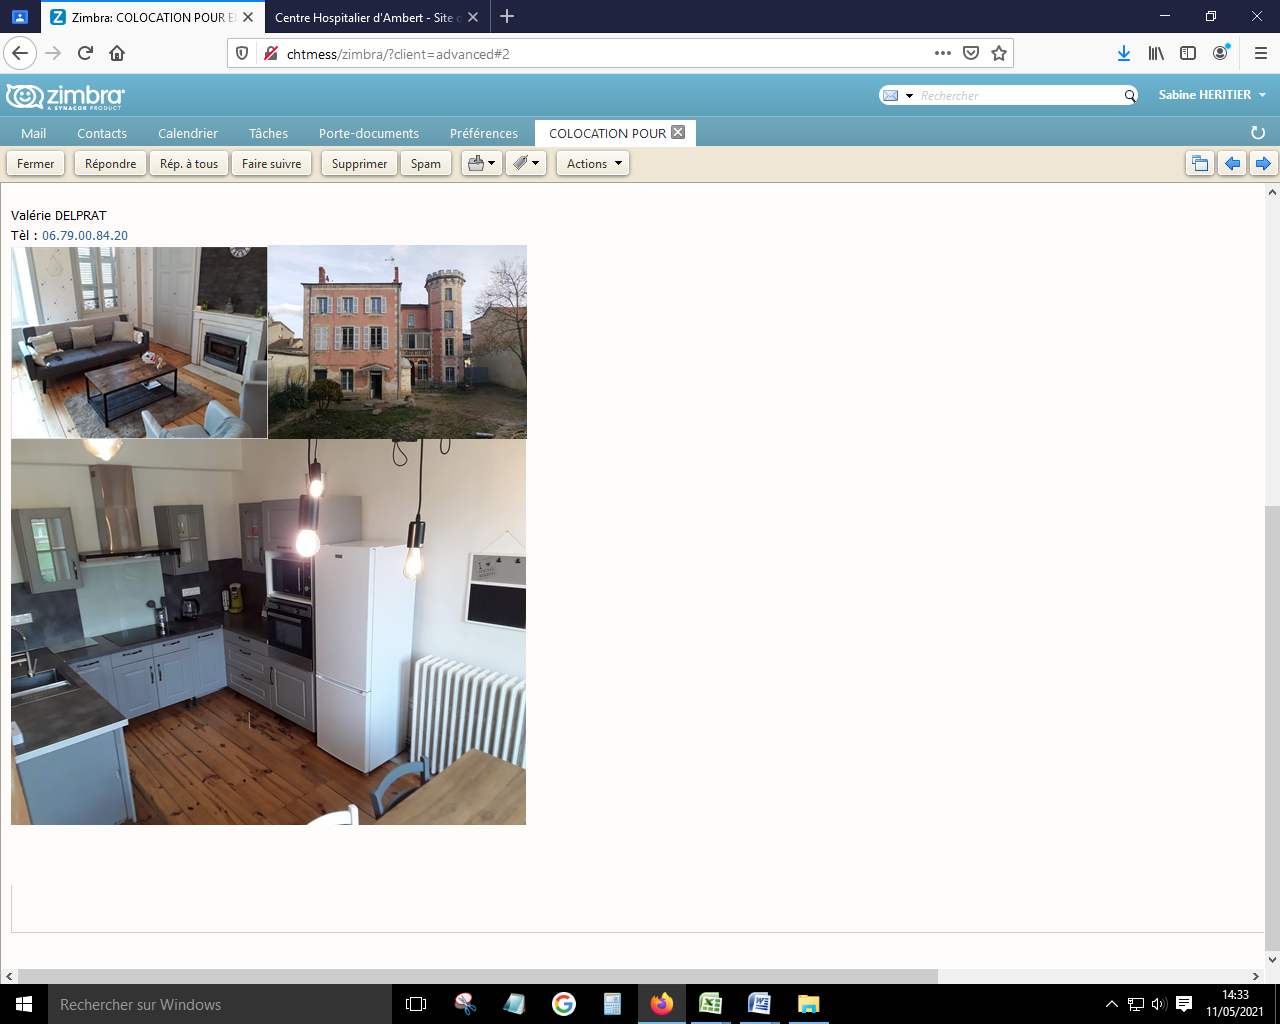 Zimbra: COLOCATION POUR EL
Centre Hospitalier d'Ambert - Site o
chtmess/zimbra/?client=advanced#2
zimbra
A SYNACOR PRODUCT
Rechercher
Sabine HERITIER
Mail
Contacts
Calendrier
Tâches
Porte-documents
Préférences
COLOCATION POUR
Fermer
Répondre
Rép. à tous
Faire suivre
Supprimer
Spam
Actions
Valérie DELPRAT
Tèl : 06.79.00.84.20
Rechercher sur Windows
14:33
11/05/2021